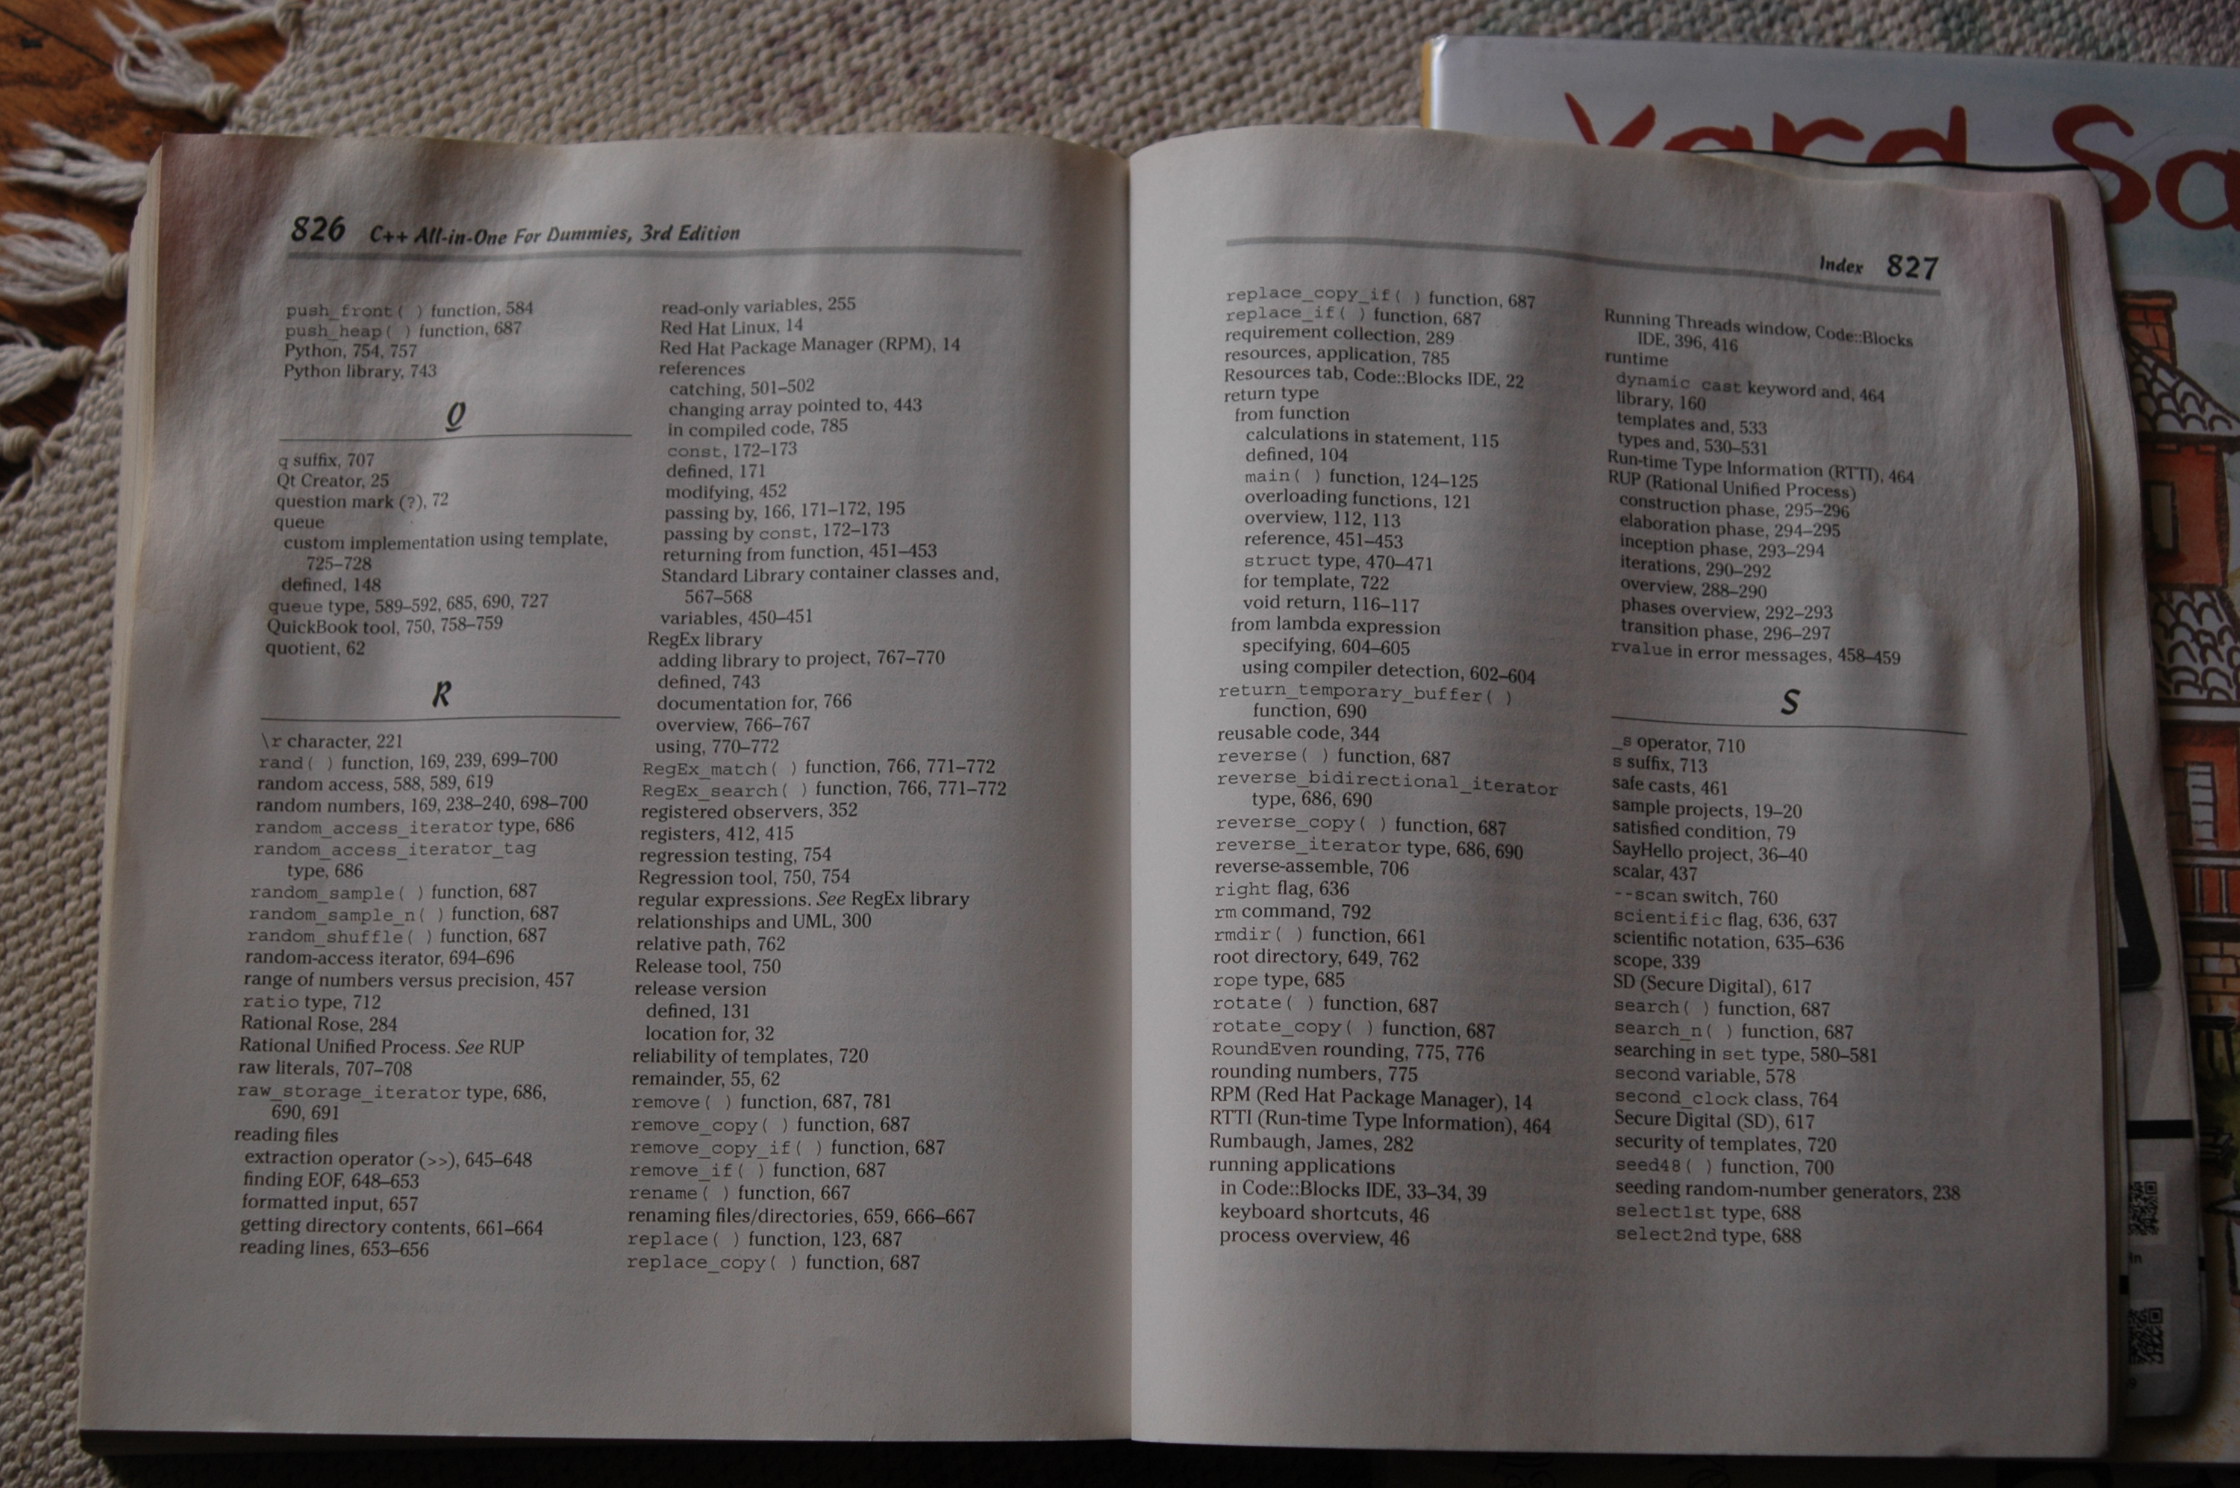 826 C++ All-in-One For Dummies, 3rd Edition
push_front( ) function, 584
push_heap( ) function, 687
Python, 754, 757
Python library, 743
Q
q suffix, 707
Qt Creator, 25
question mark (?), 72
queue
custom implementation using template,
725–728
defined, 148
queue type, 589–592, 685, 690, 727
QuickBook tool, 750, 758–759
quotient, 62
R
\r character, 221
rand( ) function, 169, 239, 699–700
random access, 588, 589, 619
random numbers, 169, 238–240, 698–700
random_access_iterator type, 686
random_access_iterator_tag
type, 686
random_sample( ) function, 687
random_sample_n( ) function, 687
random_shuffle( ) function, 687
random-access iterator, 694–696
range of numbers versus precision, 457
ratio type, 712
Rational Rose, 284
Rational Unified Process. See RUP
raw literals, 707–708
raw_storage_iterator type, 686,
690, 691
reading files
extraction operator (>>), 645–648
finding EOF, 648–653
formatted input, 657
getting directory contents, 661–664
reading lines, 653–656
read-only variables, 255
Red Hat Linux, 14
Red Hat Package Manager (RPM), 14
references
catching, 501–502
changing array pointed to, 443
in compiled code, 785
const, 172–173
defined, 171
modifying, 452
passing by, 166, 171–172, 195
passing by const, 172–173
returning from function, 451–453
Standard Library container classes and,
567–568
variables, 450–451
RegEx library
adding library to project, 767–770
defined, 743
documentation for, 766
overview, 766–767
using, 770–772
RegEx_match( ) function, 766, 771–772
RegEx_search( ) function, 766, 771–772
registered observers, 352
registers, 412, 415
regression testing, 754
Regression tool, 750, 754
regular expressions. See RegEx library
relationships and UML, 300
relative path, 762
Release tool, 750
release version
defined, 131
location for, 32
reliability of templates, 720
remainder, 55, 62
remove( ) function, 687, 781
remove_copy( ) function, 687
remove_copy_if( ) function, 687
remove_if( ) function, 687
rename( ) function, 667
renaming files/directories, 659, 666–667
replace( ) function, 123, 687
replace_copy( ) function, 687
Index 827
replace_copy_if( ) function, 687
replace_if( ) function, 687
requirement collection, 289
resources, application, 785
Resources tab, Code::Blocks IDE, 22
return type
from function
calculations in statement, 115
defined, 104
main( ) function, 124–125
overloading functions, 121
overview, 112, 113
reference, 451–453
struct type, 470–471
for template, 722
void return, 116–117
from lambda expression
specifying, 604–605
using compiler detection, 602–604
return_temporary_buffer( )
function, 690
reusable code, 344
reverse( ) function, 687
reverse_bidirectional_iterator
type, 686, 690
reverse_copy( ) function, 687
reverse_iterator type, 686, 690
reverse-assemble, 706
right flag, 636
rm command, 792
rmdir( ) function, 661
root directory, 649, 762
rope type, 685
rotate( ) function, 687
rotate_copy( ) function, 687
RoundEven rounding, 775, 776
rounding numbers, 775
RPM (Red Hat Package Manager), 14
RTTI (Run-time Type Information), 464
Rumbaugh, James, 282
running applications
in Code::Blocks IDE, 33–34, 39
keyboard shortcuts, 46
process overview, 46
Running Threads window, Code::Blocks
IDE, 396, 416
runtime
dynamic cast keyword and, 464
library, 160
templates and, 533
types and, 530–531
Run-time Type Information (RTTI), 464
RUP (Rational Unified Process)
construction phase, 295–296
elaboration phase, 294–295
inception phase, 293–294
iterations, 290–292
overview, 288–290
phases overview, 292–293
transition phase, 296–297
rvalue in error messages, 458–459
S
_s operator, 710
s suffix, 713
safe casts, 461
sample projects, 19–20
satisfied condition, 79
SayHello project, 36–40
scalar, 437
--scan switch, 760
scientific flag, 636, 637
scientific notation, 635–636
scope, 339
SD (Secure Digital), 617
search( ) function, 687
search_n( ) function, 687
searching in set type, 580–581
second variable, 578
second_clock class, 764
Secure Digital (SD), 617
security of templates, 720
seed48( ) function, 700
seeding random-number generators, 238
select1st type, 688
select2nd type, 688
Yard Sa